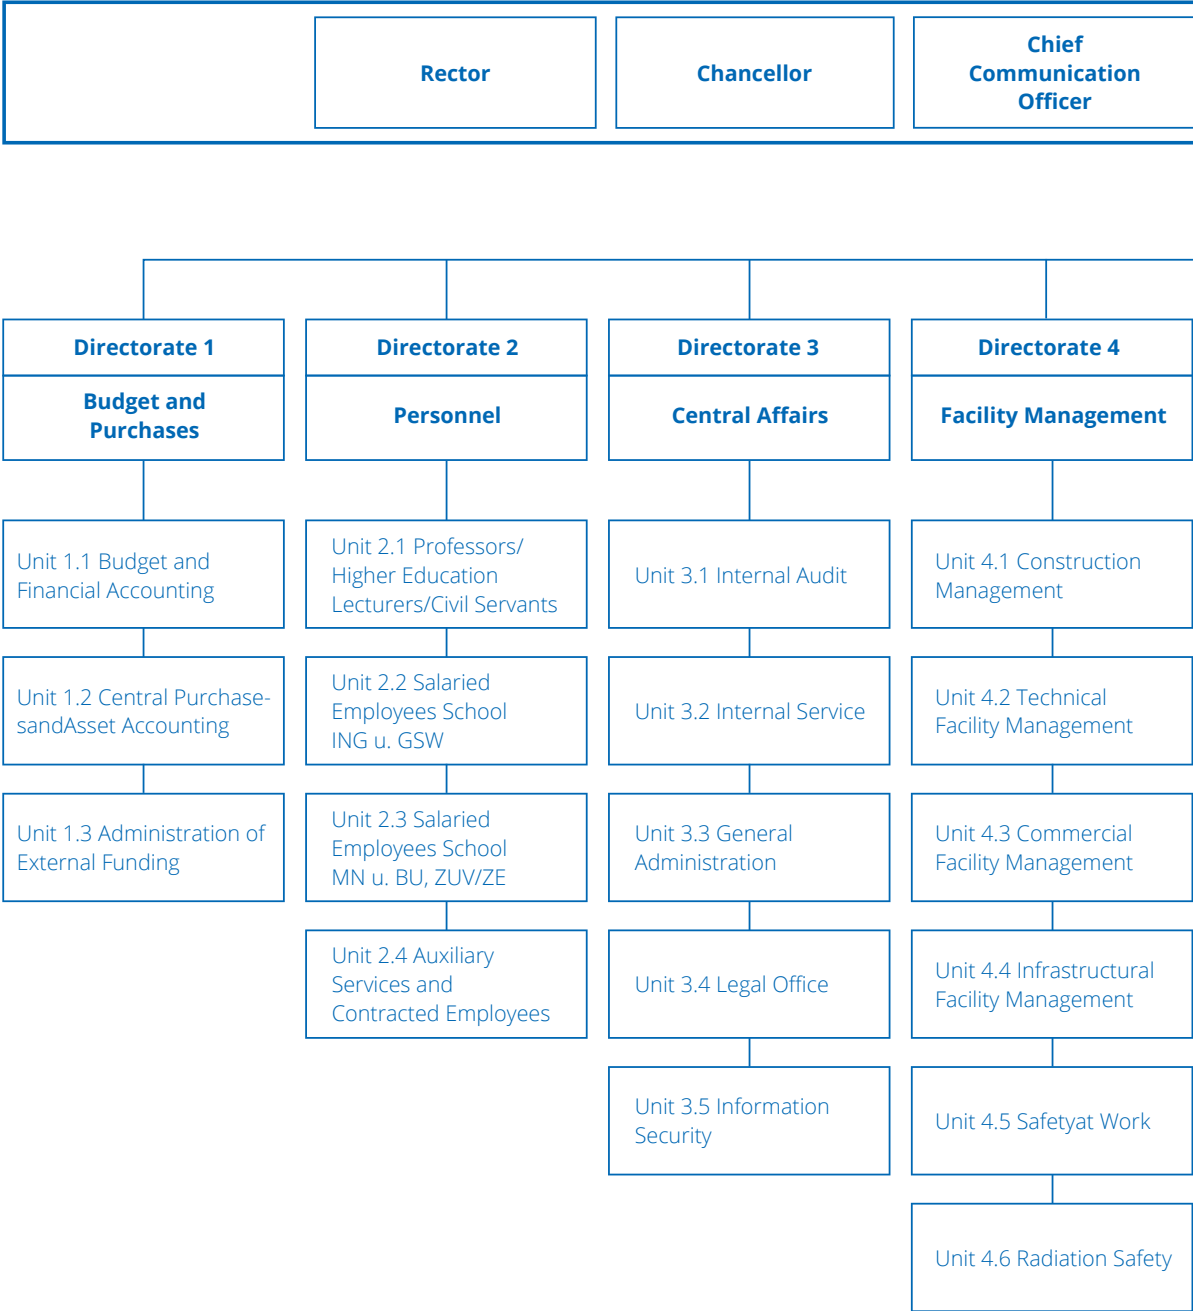 Rector
Chancellor
Chief
Communication
Officer
Directorate 1
Budget and
Purchases
Unit 1.1 Budget and
Financial Accounting
Unit 1.2 Central Purchase-
sandAsset Accounting
Unit 1.3 Administration of
External Funding
Directorate 2
Personnel
Unit 2.1 Professors/
Higher Education
Lecturers/Civil Servants
Unit 2.2 Salaried
Employees School
ING u. GSW
Unit 2.3 Salaried
Employees School
MN u. BU, ZUV/ZE
Unit 2.4 Auxiliary
Services and
Contracted Employees
Directorate 3
Central Affairs
Unit 3.1 Internal Audit
Unit 3.2 Internal Service
Unit 3.3 General
Administration
Unit 3.4 Legal Office
Unit 3.5 Information
Security
Directorate 4
Facility Management
Unit 4.1 Construction
Management
Unit 4.2 Technical
Facility Management
Unit 4.3 Commercial
Facility Management
Unit 4.4 Infrastructural
Facility Management
Unit 4.5 Safetyat Work
Unit 4.6 Radiation Safety